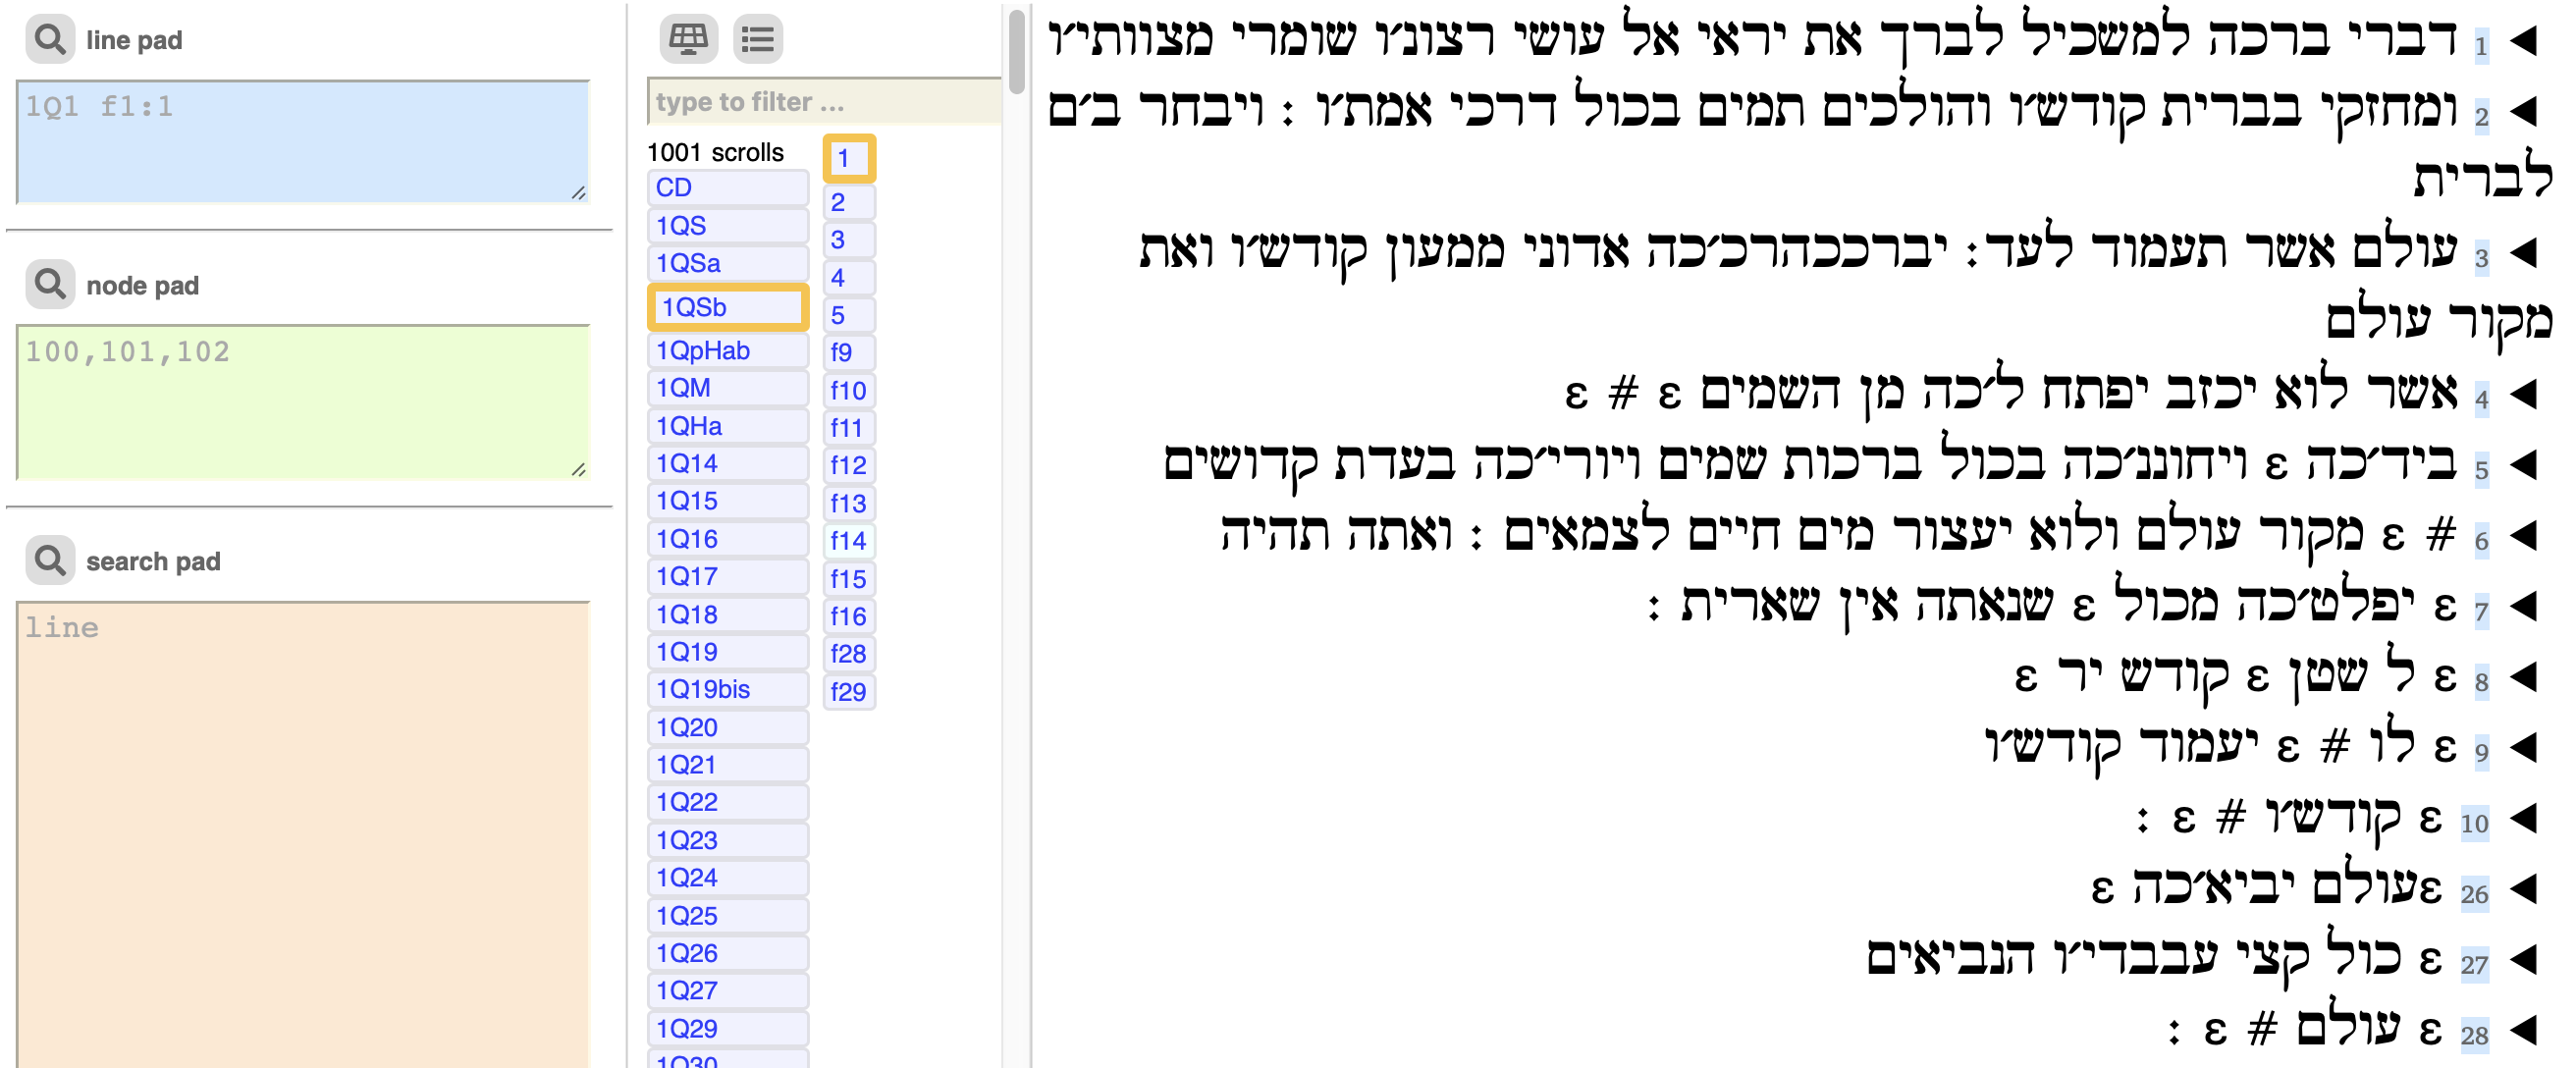 line pad
1Q1 f1:1
node pad
100,101,102
search pad
line
type to filter ...
1001 scrolls
CD
1QS
1QSa
1QSb
1QpHab
1QM
1QHa
1Q14
1Q15
1Q16
1Q17
1Q18
1Q19
1Q19bis
1Q20
1Q21
1Q22
1Q23
1Q24
1Q25
1Q26
1Q27
1Q29
1Q30
1
2
3
4
5
f9
f10
f11
f12
f13
f14
f15
f16
f28
f29
1 דברי ברכה למשכיל לברך את יראי אל עושי רצונ׳ו שומרי מצוותי׳ו
2 ומחזקי בברית קודש׳ו והולכים תמים בכול דרכי אמת׳ו : ויבחר ב׳ם
לברית
3 עולם אשר תעמוד לעד : יברככהרכ׳כה אדוני ממעון קודש׳ו ואת
מקור עולם
4 אשר לוא יכזב יפתח ל׳כה מן השמים ε # ε
5 ביד׳כה ε ויחוננ׳כה בכול ברכות שמים ויורי׳כה בעדת קדושים
6 # ε מקור עולם ולוא יעצור מים חיים לצמאים : ואתה תהיה
7 ε יפלט׳כה מכול ε שנאתה אין שארית :
8 ε ל שטן ε קודש יר ε
9 ε לו # ε יעמוד קודש׳ו
10 ε קודש׳ו # ε :
26 εעולם יביא׳כה ε
27 ε כול קצי עבבדי׳ו הנביאים
28 ε עולם # ε :